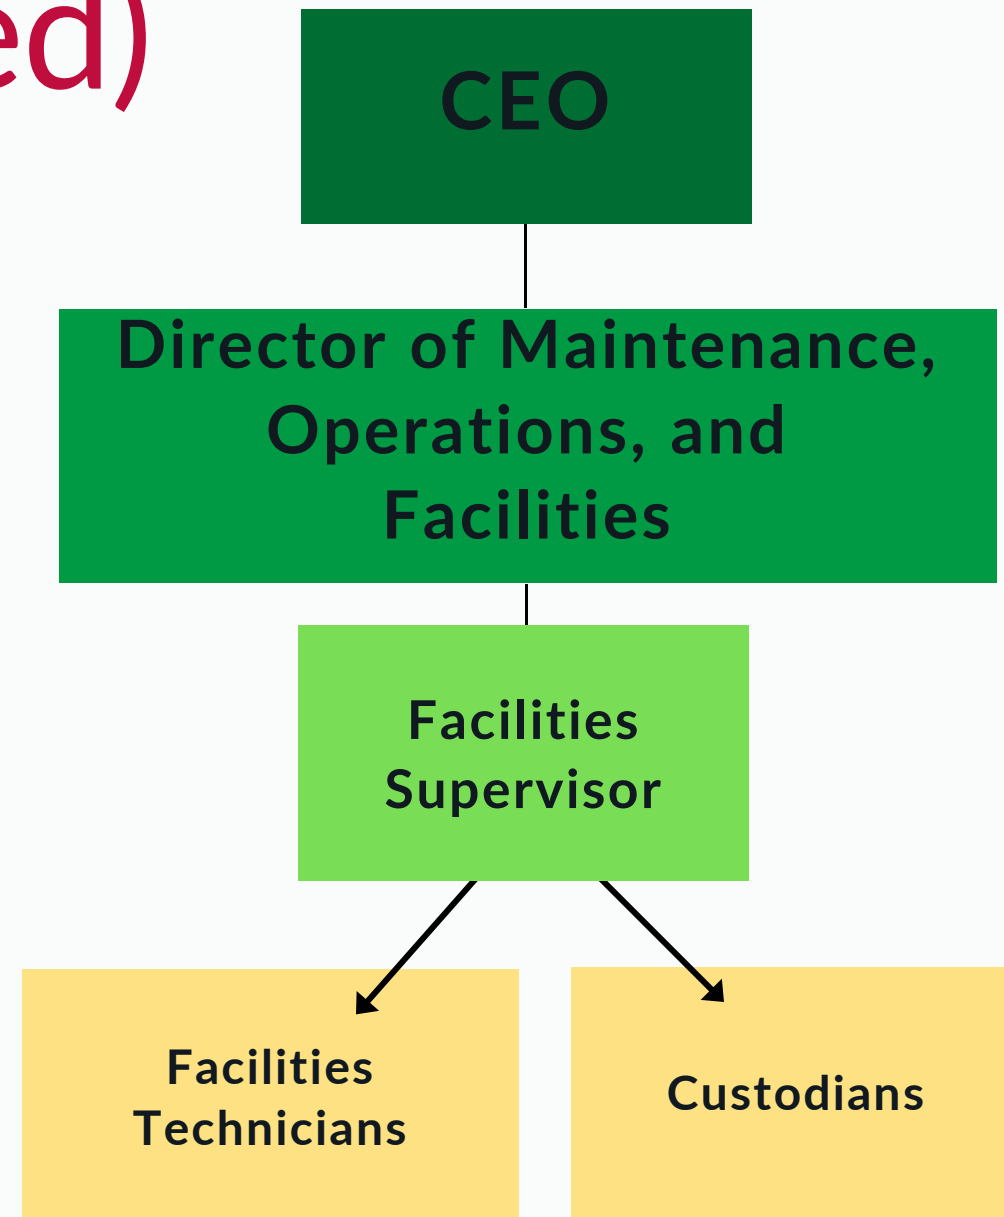 ed)
CEO
Director of Maintenance,
Operations, and
Facilities
Facilities
Supervisor
Facilities
Technicians
Custodians